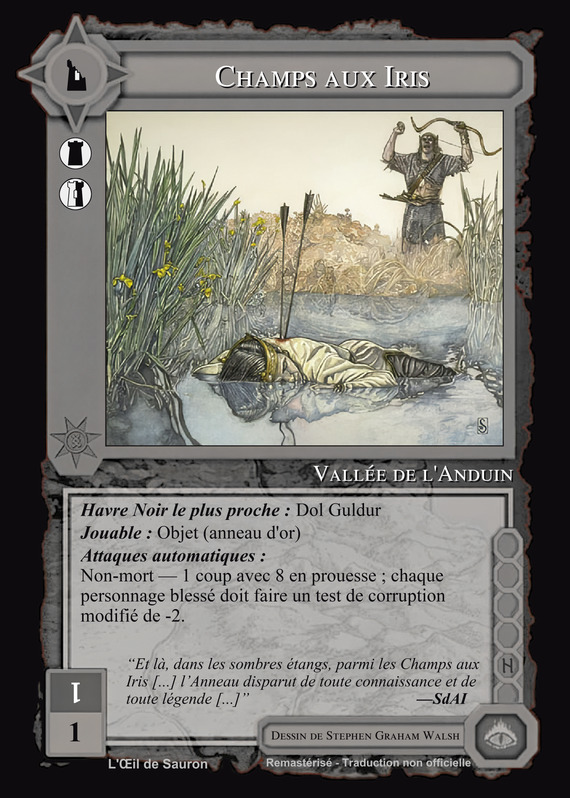 Champs aux Iris
Vallée de l'Anduin
Havre Noir le plus proche : Dol Guldur
Jouable : Objet (anneau d'or)
Attaques automatiques :
Non-mort — 1 coup avec 8 en prouesse ; chaque
personnage blessé doit faire un test de corruption
modifié de -2.
“Et là, dans les sombres étangs, parmi les Champs aux
Iris [...] l’Anneau disparut de toute connaissance et de
toute légende [...]” —SdAI
1
1
Dessin de Stephen Graham Walsh
L'Œil de Sauron
Remastérisé - Traduction non officielle